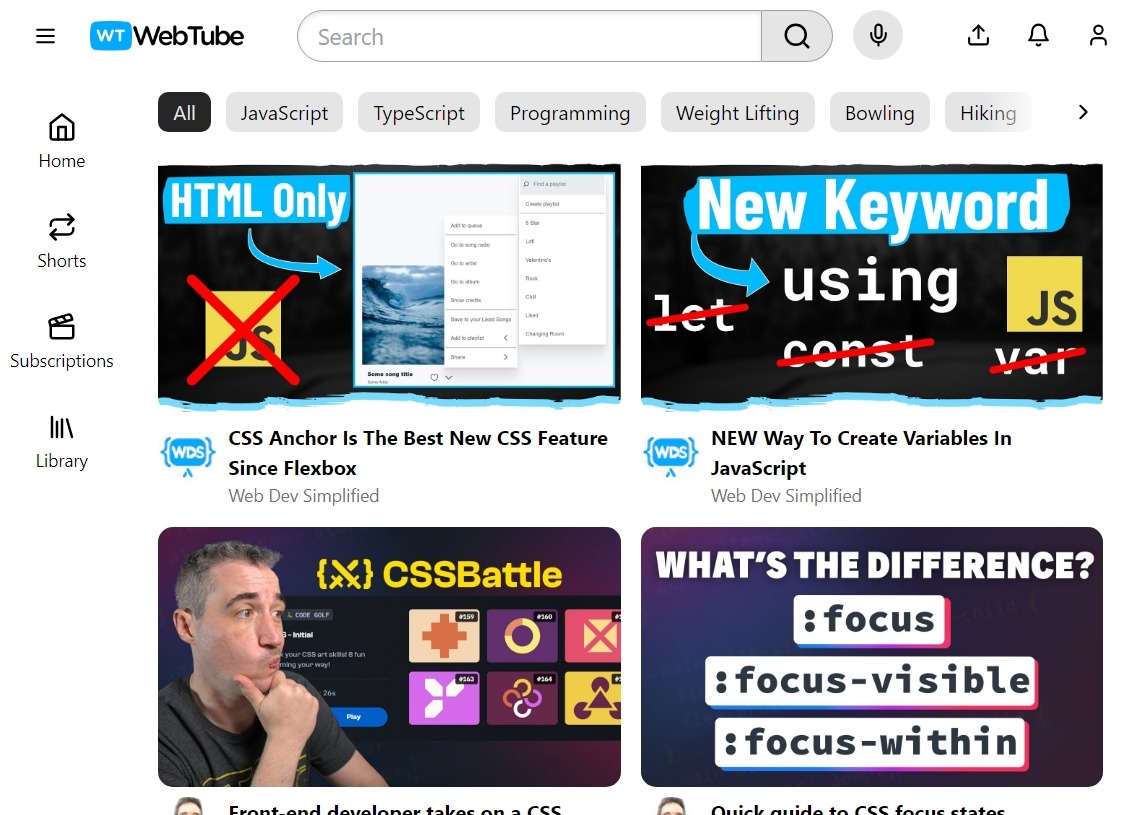 WT WebTube
Search
All
JavaScript
TypeScript
Programming
Weight Lifting
Bowling
Hiking
Home
Shorts
Subscriptions
Library
HTML Only
JS
Find a playlist
Create playlist
Add to queue
Go to song radio
Go to artist
Go to album
Show credits
Save to your Liked Songs
Add to playlist
Share
5 Star
Lofi
Valentine's
Rock
Chill
Liked
Changing Room
Some song title
Some Artist
New Keyword
using
let
const
var
JS
WDS
CSS Anchor Is The Best New CSS Feature
Since Flexbox
Web Dev Simplified
WDS
NEW Way To Create Variables In
JavaScript
Web Dev Simplified
{⚔} CSSBattle
CODE GOLF
- Initial
your CSS art skills! 8 fun
ming your way!
26s
Play
#159
#160
#163
#164
WHAT'S THE DIFFERENCE?
:focus
:focus-visible
:focus-within
Front-end developer takes on a CSS
Quick guide to CSS focus states